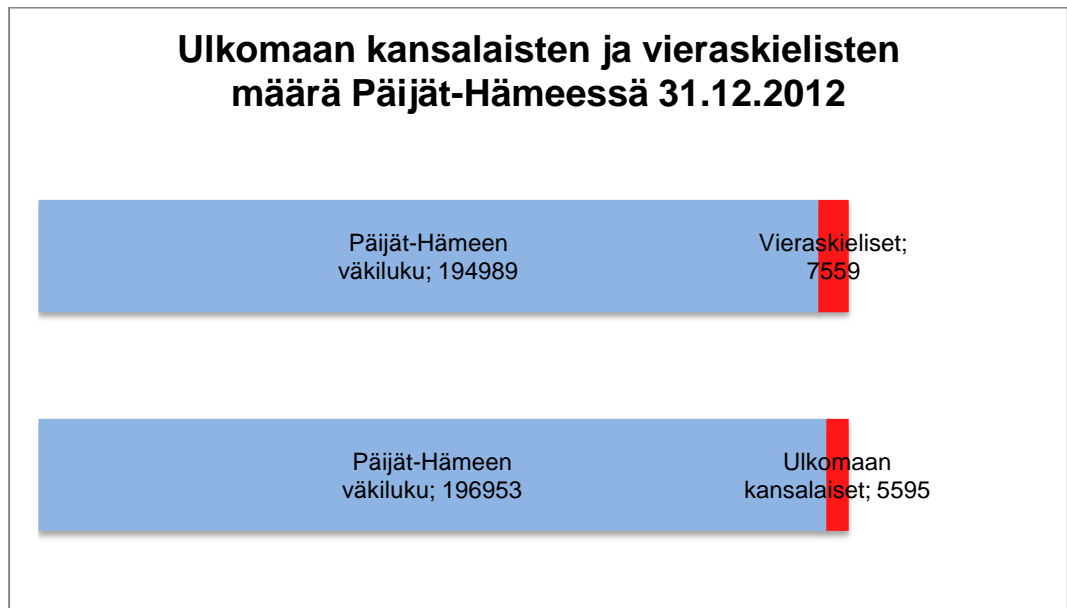 Ulkomaan kansalaisten ja vieraskielisten
määrä Päijät-Hämeessä 31.12.2012
Päijät-Hämeen
väkiluku; 194989
Vieraskieliset;
7559
Päijät-Hämeen
väkiluku; 196953
Ulkomaan
kansalaiset; 5595